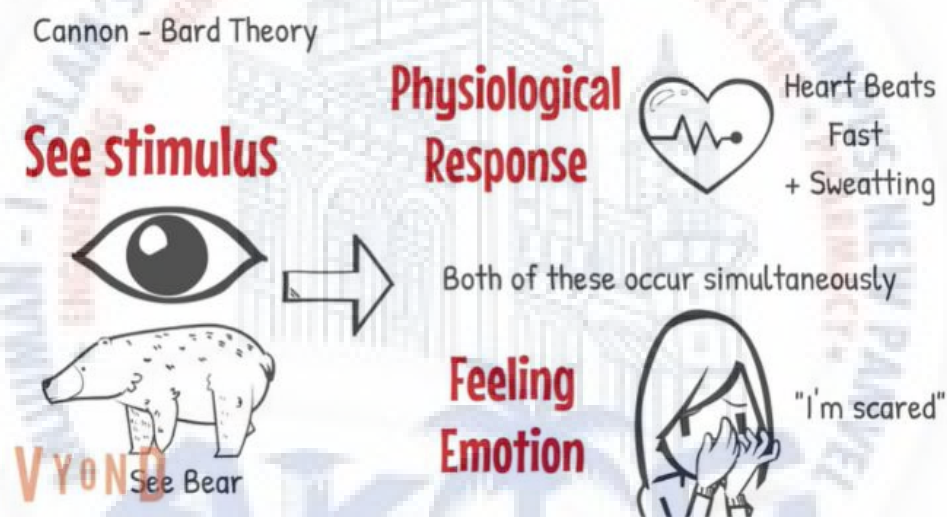 Cannon - Bard Theory
See stimulus
See Bear
Physiological
Response
Heart Beats
Fast
+ Sweatting
Both of these occur simultaneously
Feeling
Emotion
"I'm scared"
VYOND